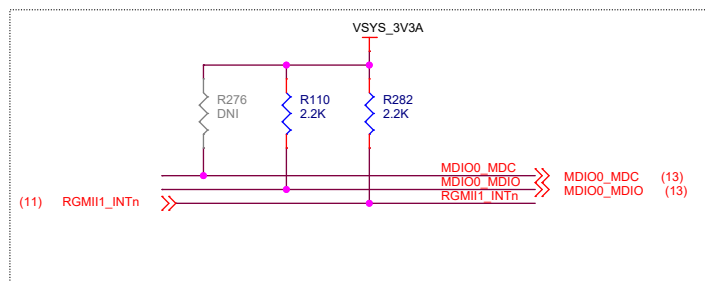 VSYS_3V3A
R276
DNI
R110
2.2K
R282
2.2K
MDIO0_MDC
MDIO0_MDC (13)
MDIO0_MDIO
MDIO0_MDIO (13)
RGMII1_INTn
(11) RGMII1_INTn